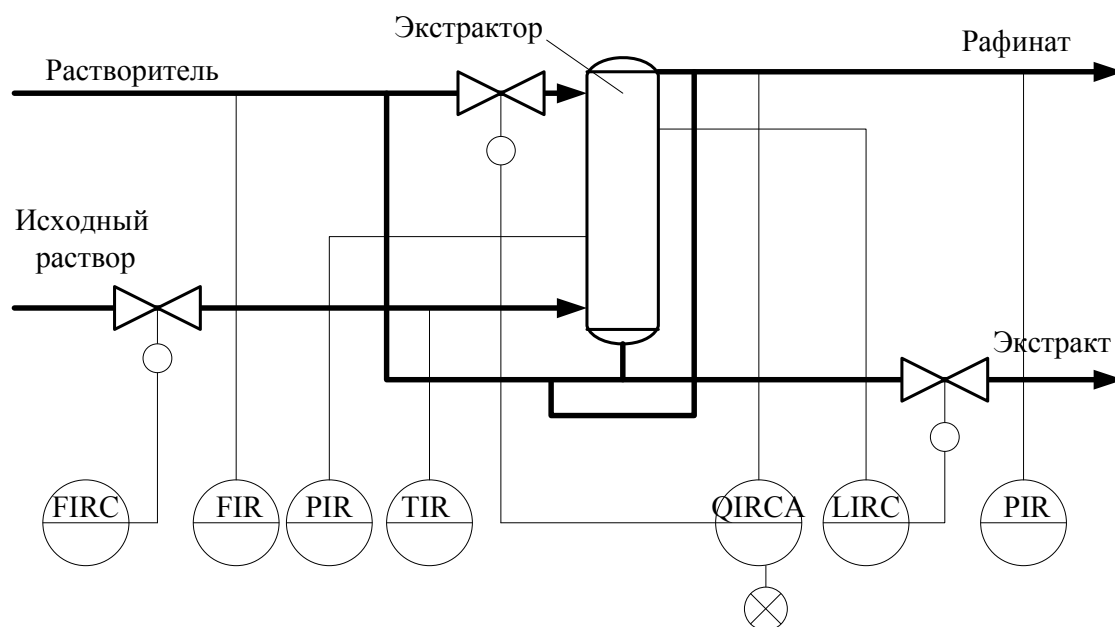 Экстрактор
Рафинат
Растворитель
Исходный
раствор
Экстракт
FIRC
FIR
PIR
TIR
QIRCA
LIRC
PIR